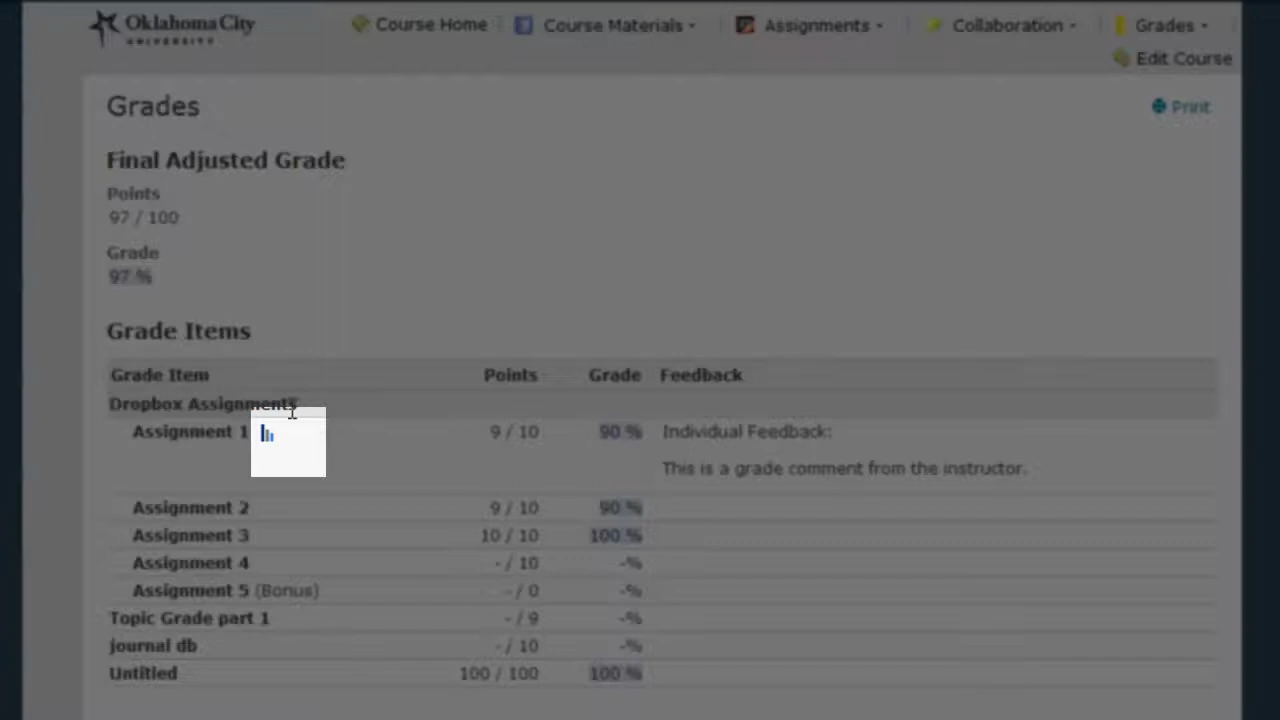 Oklahoma City
UNIVERSITY
Course Home
Course Materials
Assignments
Collaboration
Grades
Edit Course
Grades
Print
Final Adjusted Grade
Points
97 / 100
Grade
97 %
Grade Items
Grade Item Points Grade Feedback
Dropbox Assignments
Assignment 1 9 / 10 90 % Individual Feedback:
This is a grade comment from the instructor.
Assignment 2 9 / 10 90 %
Assignment 3 10 / 10 100 %
Assignment 4 - / 10 -%
Assignment 5 (Bonus) - / 0 -%
Topic Grade part 1 - / 9 -%
journal db - / 10 -%
Untitled 100 / 100 100 %